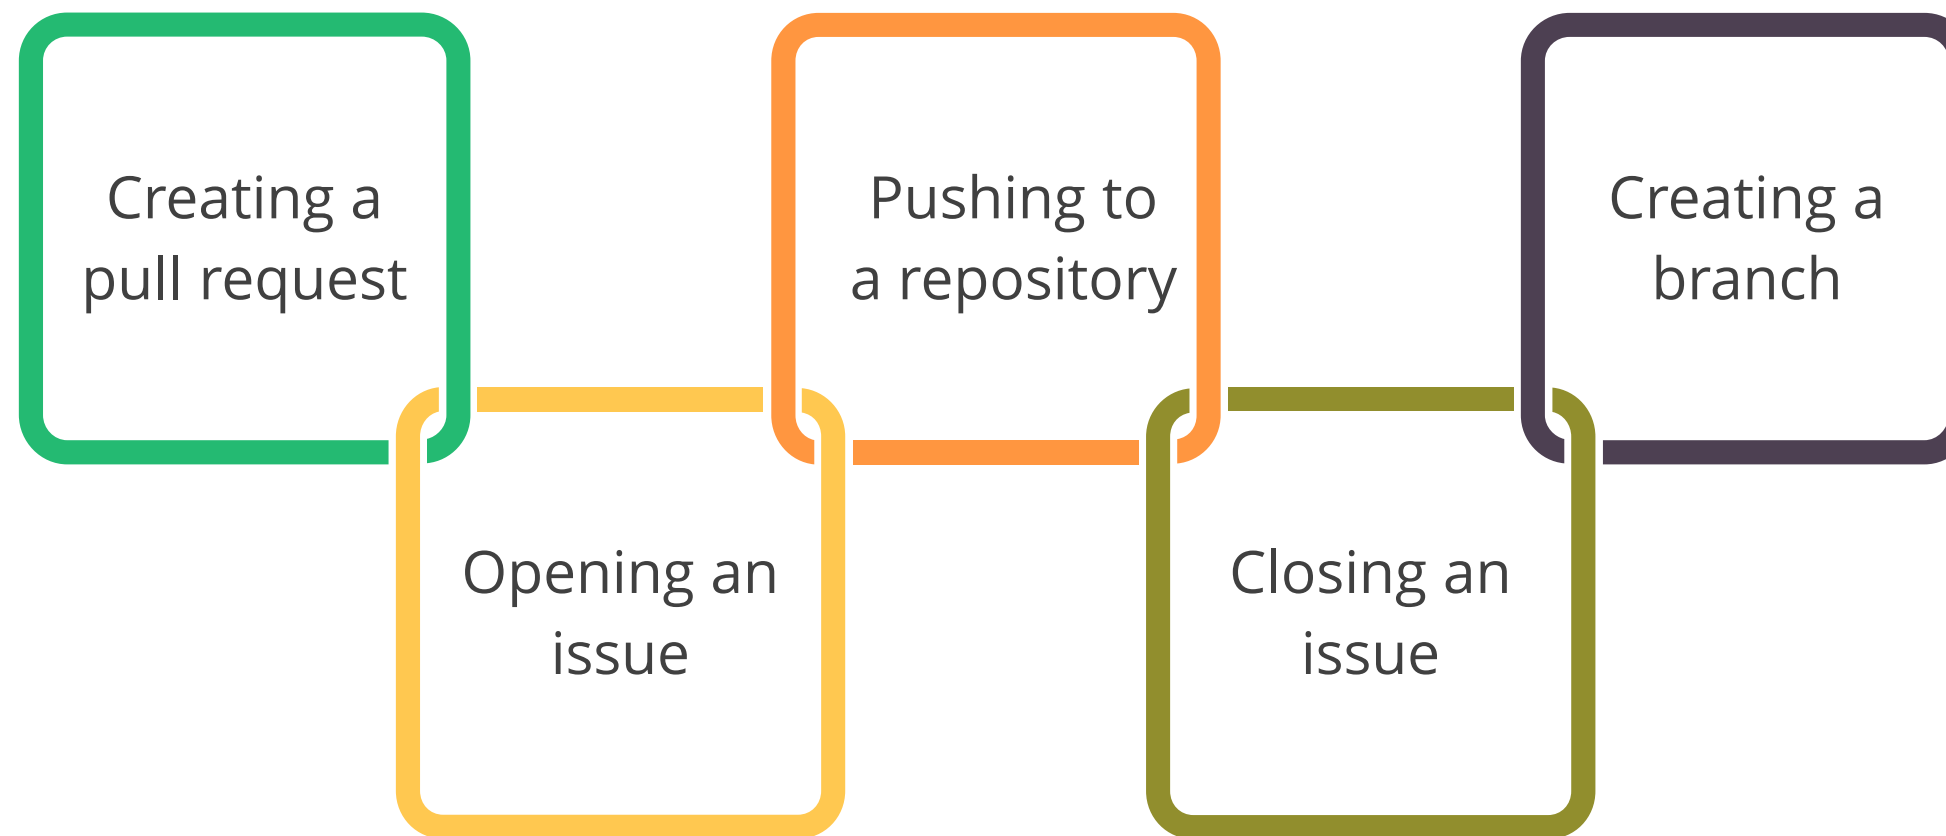 Creating a
pull request
Pushing to
a repository
Creating a
branch
Opening an
issue
Closing an
issue